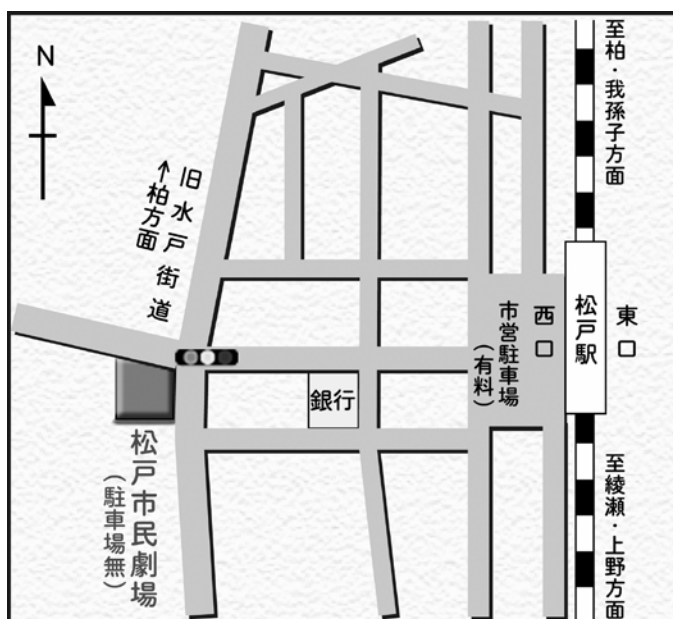 N
至柏・我孫子方面
旧水戸街道
↑柏方面
東口
松戸駅
西口
市営駐車場
(有料)
銀行
松戸市民劇場
(駐車場無)
至綾瀬・上野方面